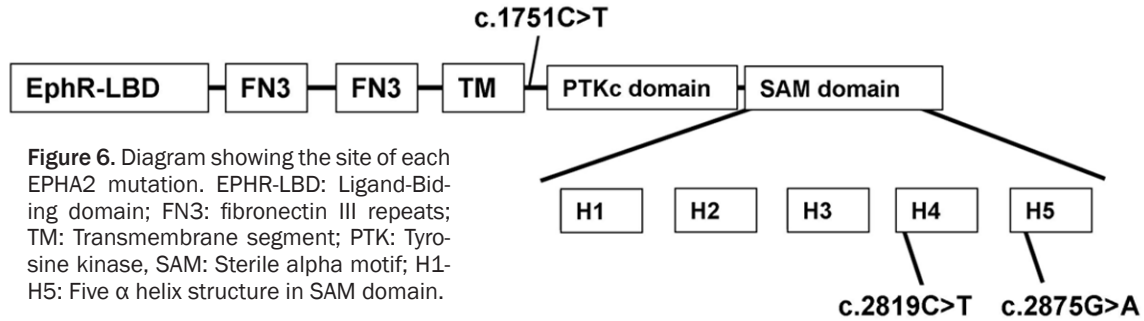 c.1751C>T
EphR-LBD FN3 FN3 TM PTKc domain SAM domain
Figure 6. Diagram showing the site of each
EPHA2 mutation. EPHR-LBD: Ligand-Bid-
ing domain; FN3: fibronectin III repeats;
TM: Transmembrane segment; PTK: Tyro-
sine kinase, SAM: Sterile alpha motif; H1-
H5: Five α helix structure in SAM domain.
H1 H2 H3 H4 H5
c.2819C>T c.2875G>A